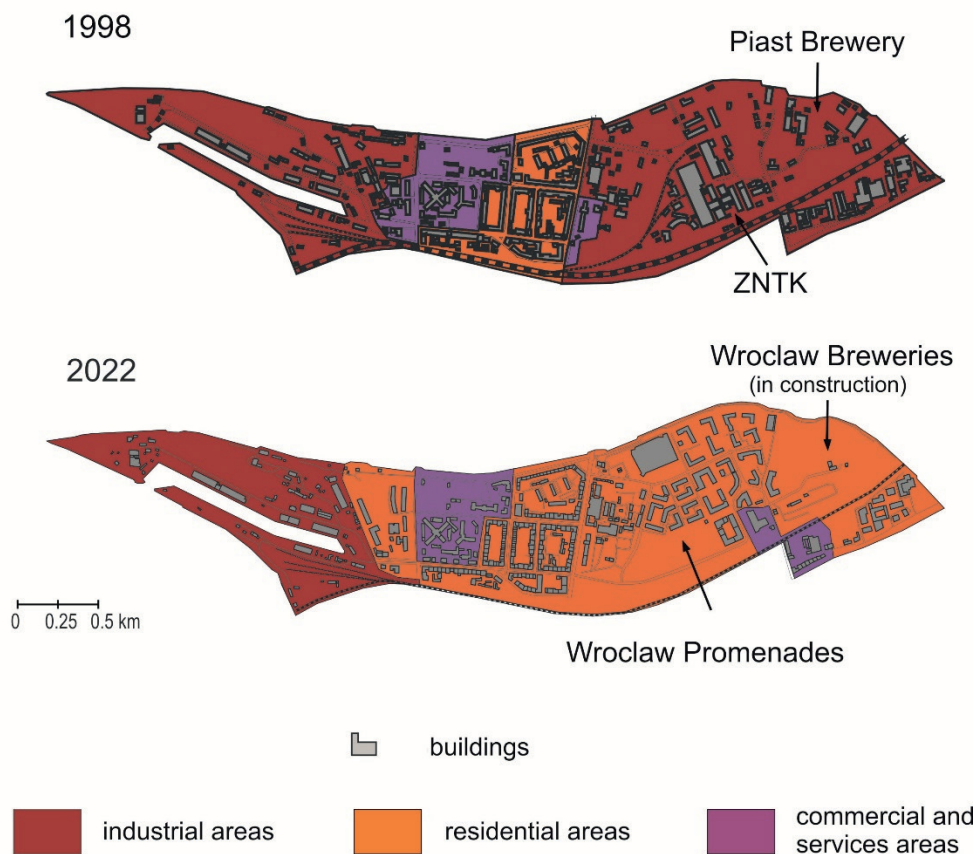 1998
Piast Brewery
ZNTK
2022
Wroclaw Breweries
(in construction)
0 0.25 0.5 km
Wroclaw Promenades
buildings
industrial areas
residential areas
commercial and
services areas